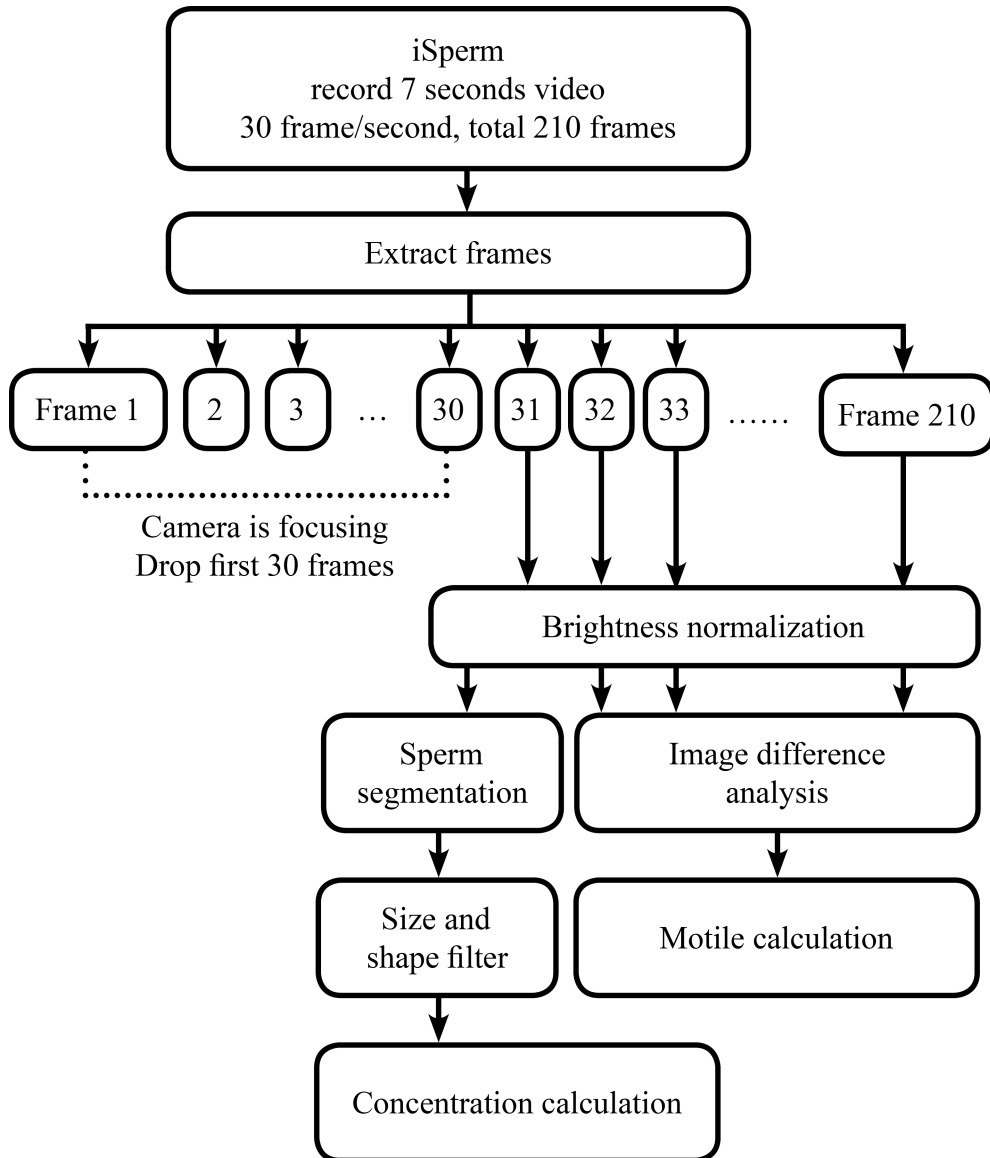 iSperm
record 7 seconds video
30 frame/second, total 210 frames
Extract frames
Frame 1
2
3
...
30
31
32
33
......
Frame 210
Camera is focusing
Drop first 30 frames
Brightness normalization
Sperm
segmentation
Image difference
analysis
Size and
shape filter
Motile calculation
Concentration calculation